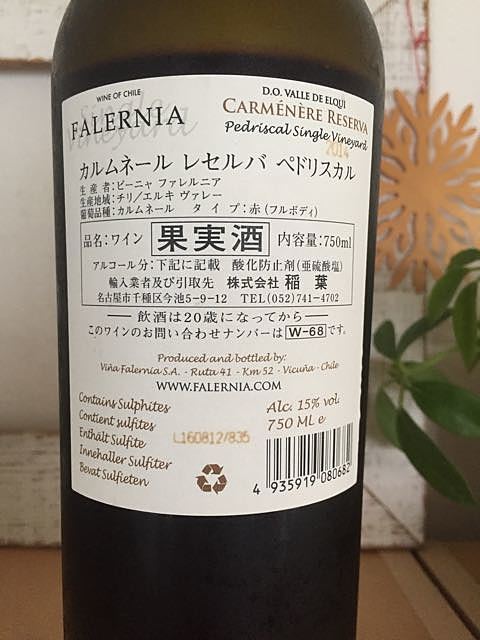 WINE OF CHILE
FALERNIA
Single Vineyard
D.O. VALLE DE ELQUI
CARMÉNÈRE RESERVA
Pedriscal Single Vineyard
2014
カルムネール レセルバ ペドリスカル
生 産 者:ビーニャ ファレルニア
生産地域:チリ/エルキ ヴァレー
葡萄品種:カルムネール タ イ プ:赤(フルボディ)
品名:ワイン 果実酒 内容量:750ml
アルコール分:下記に記載 酸化防止剤(亜硫酸塩)
輸入業者及び引取先 株式会社 稲 葉
名古屋市千種区今池5-9-12 TEL(052)741-4702
飲酒は20歳になってから
このワインのお問い合わせナンバーは W-68 です。
Produced and bottled by:
Viña Falernia S.A. - Ruta 41 - Km 52 - Vicuña - Chile
WWW.FALERNIA.COM
Contains Sulphites
Contient sulfites
Enthält Sulfite
Innehaller Sulfiter
Bevat Sulfieten
L160812/835
Alc. 15% vol.
750 ML e
4 935919 080682